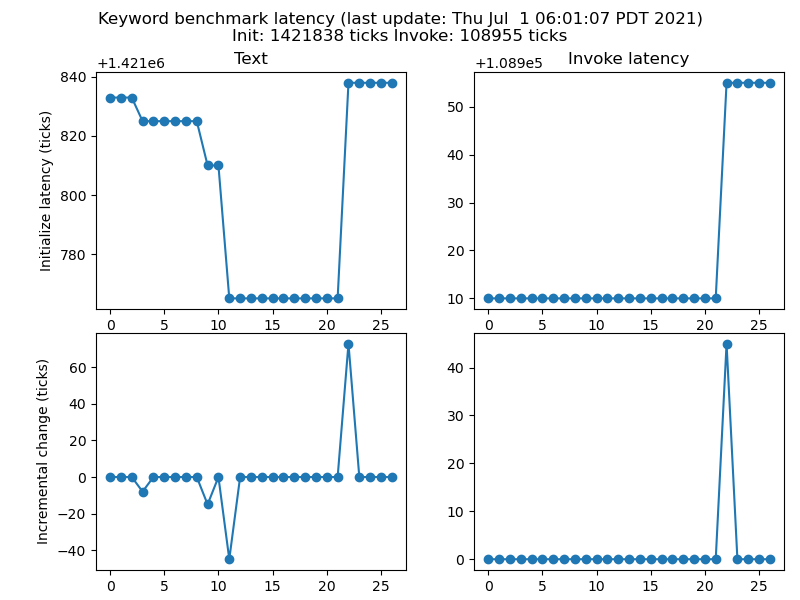 Keyword benchmark latency (last update: Thu Jul  1 06:01:07 PDT 2021)
Init: 1421838 ticks Invoke: 108955 ticks
Text
Invoke latency
+1.421e6
+1.089e5
Initialize latency (ticks)
840
820
800
780
0 5 10 15 20 25
50
40
30
20
10
0 5 10 15 20 25
Incremental change (ticks)
60
40
20
0
−20
−40
0 5 10 15 20 25
40
30
20
10
0
0 5 10 15 20 25